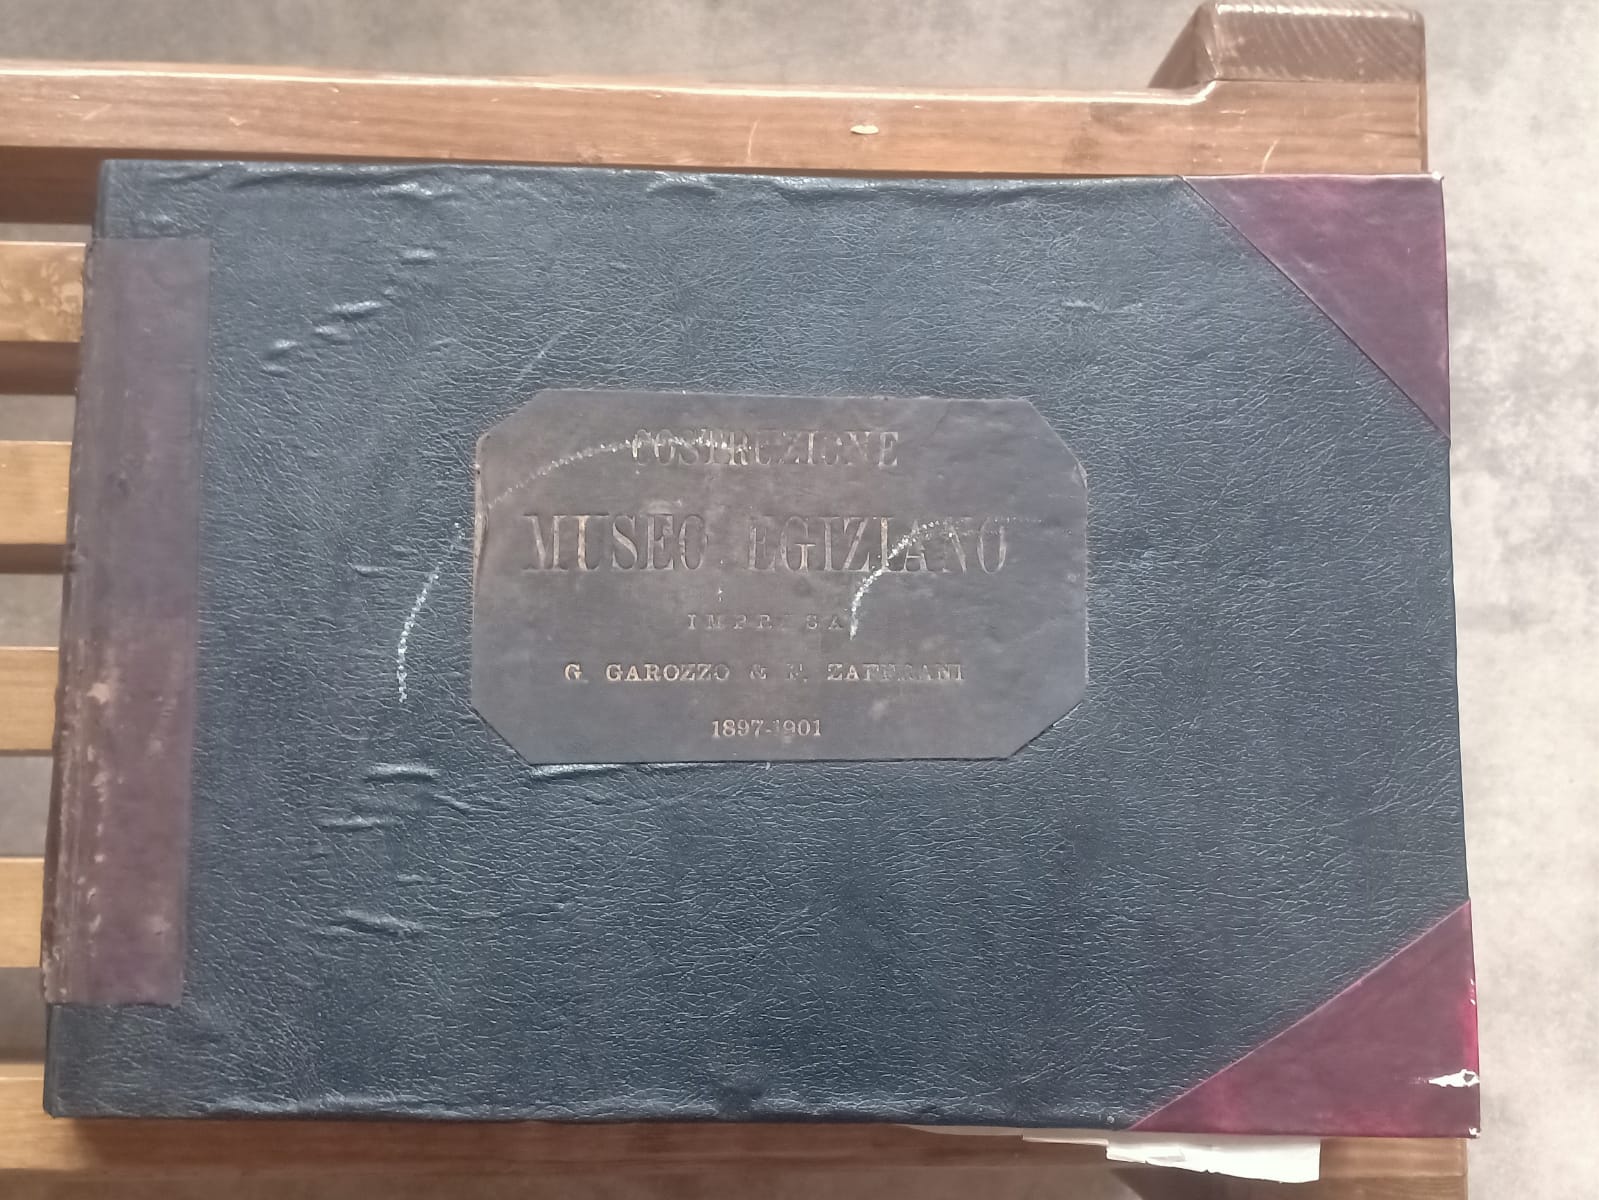 COSTRUZIONE
MUSEO EGIZIANO
IMPRESA
G. GAROZZO & F. ZAFFRANI
1897-1901